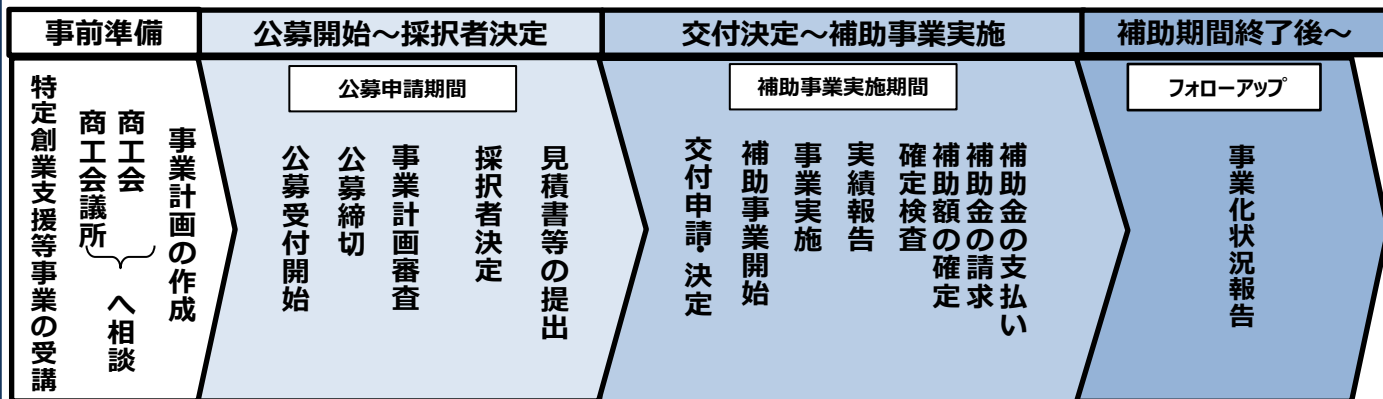 事前準備
特定創業支援等事業の受講
商工会
商工会議所
へ相談
事業計画の作成
公募開始～採択者決定
公募申請期間
公募受付開始
公募締切
事業計画審査
採択者決定
見積書等の提出
交付決定～補助事業実施
補助事業実施期間
交付申請・決定
補助事業開始
事業実施
実績報告
確定検査
補助額の確定
補助金の請求
補助金の支払い
補助期間終了後～
フォローアップ
事業化状況報告